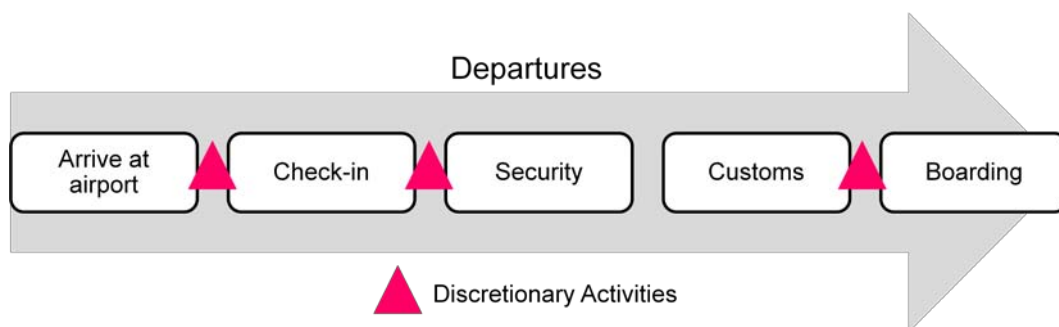 Departures
Arrive at
airport
Check-in
Security
Customs
Boarding
Discretionary Activities